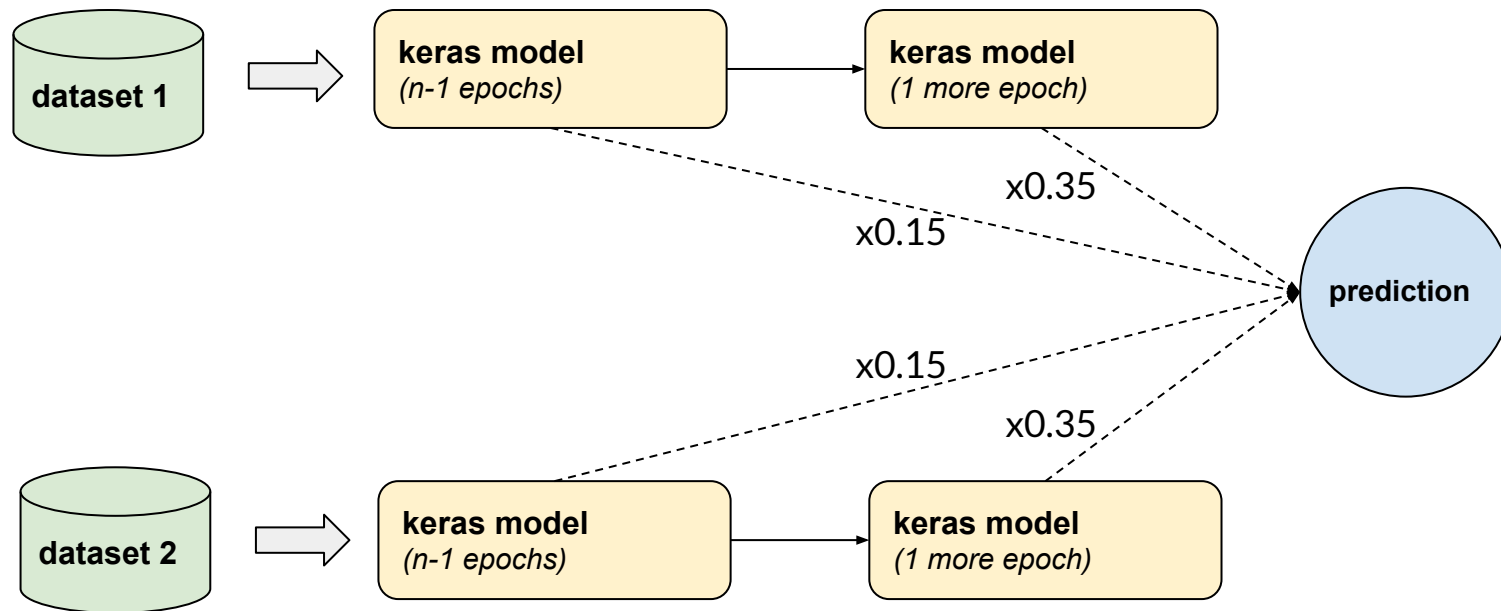 dataset 1
keras model
(n-1 epochs)
keras model
(1 more epoch)
x0.35
x0.15
prediction
x0.15
x0.35
dataset 2
keras model
(n-1 epochs)
keras model
(1 more epoch)